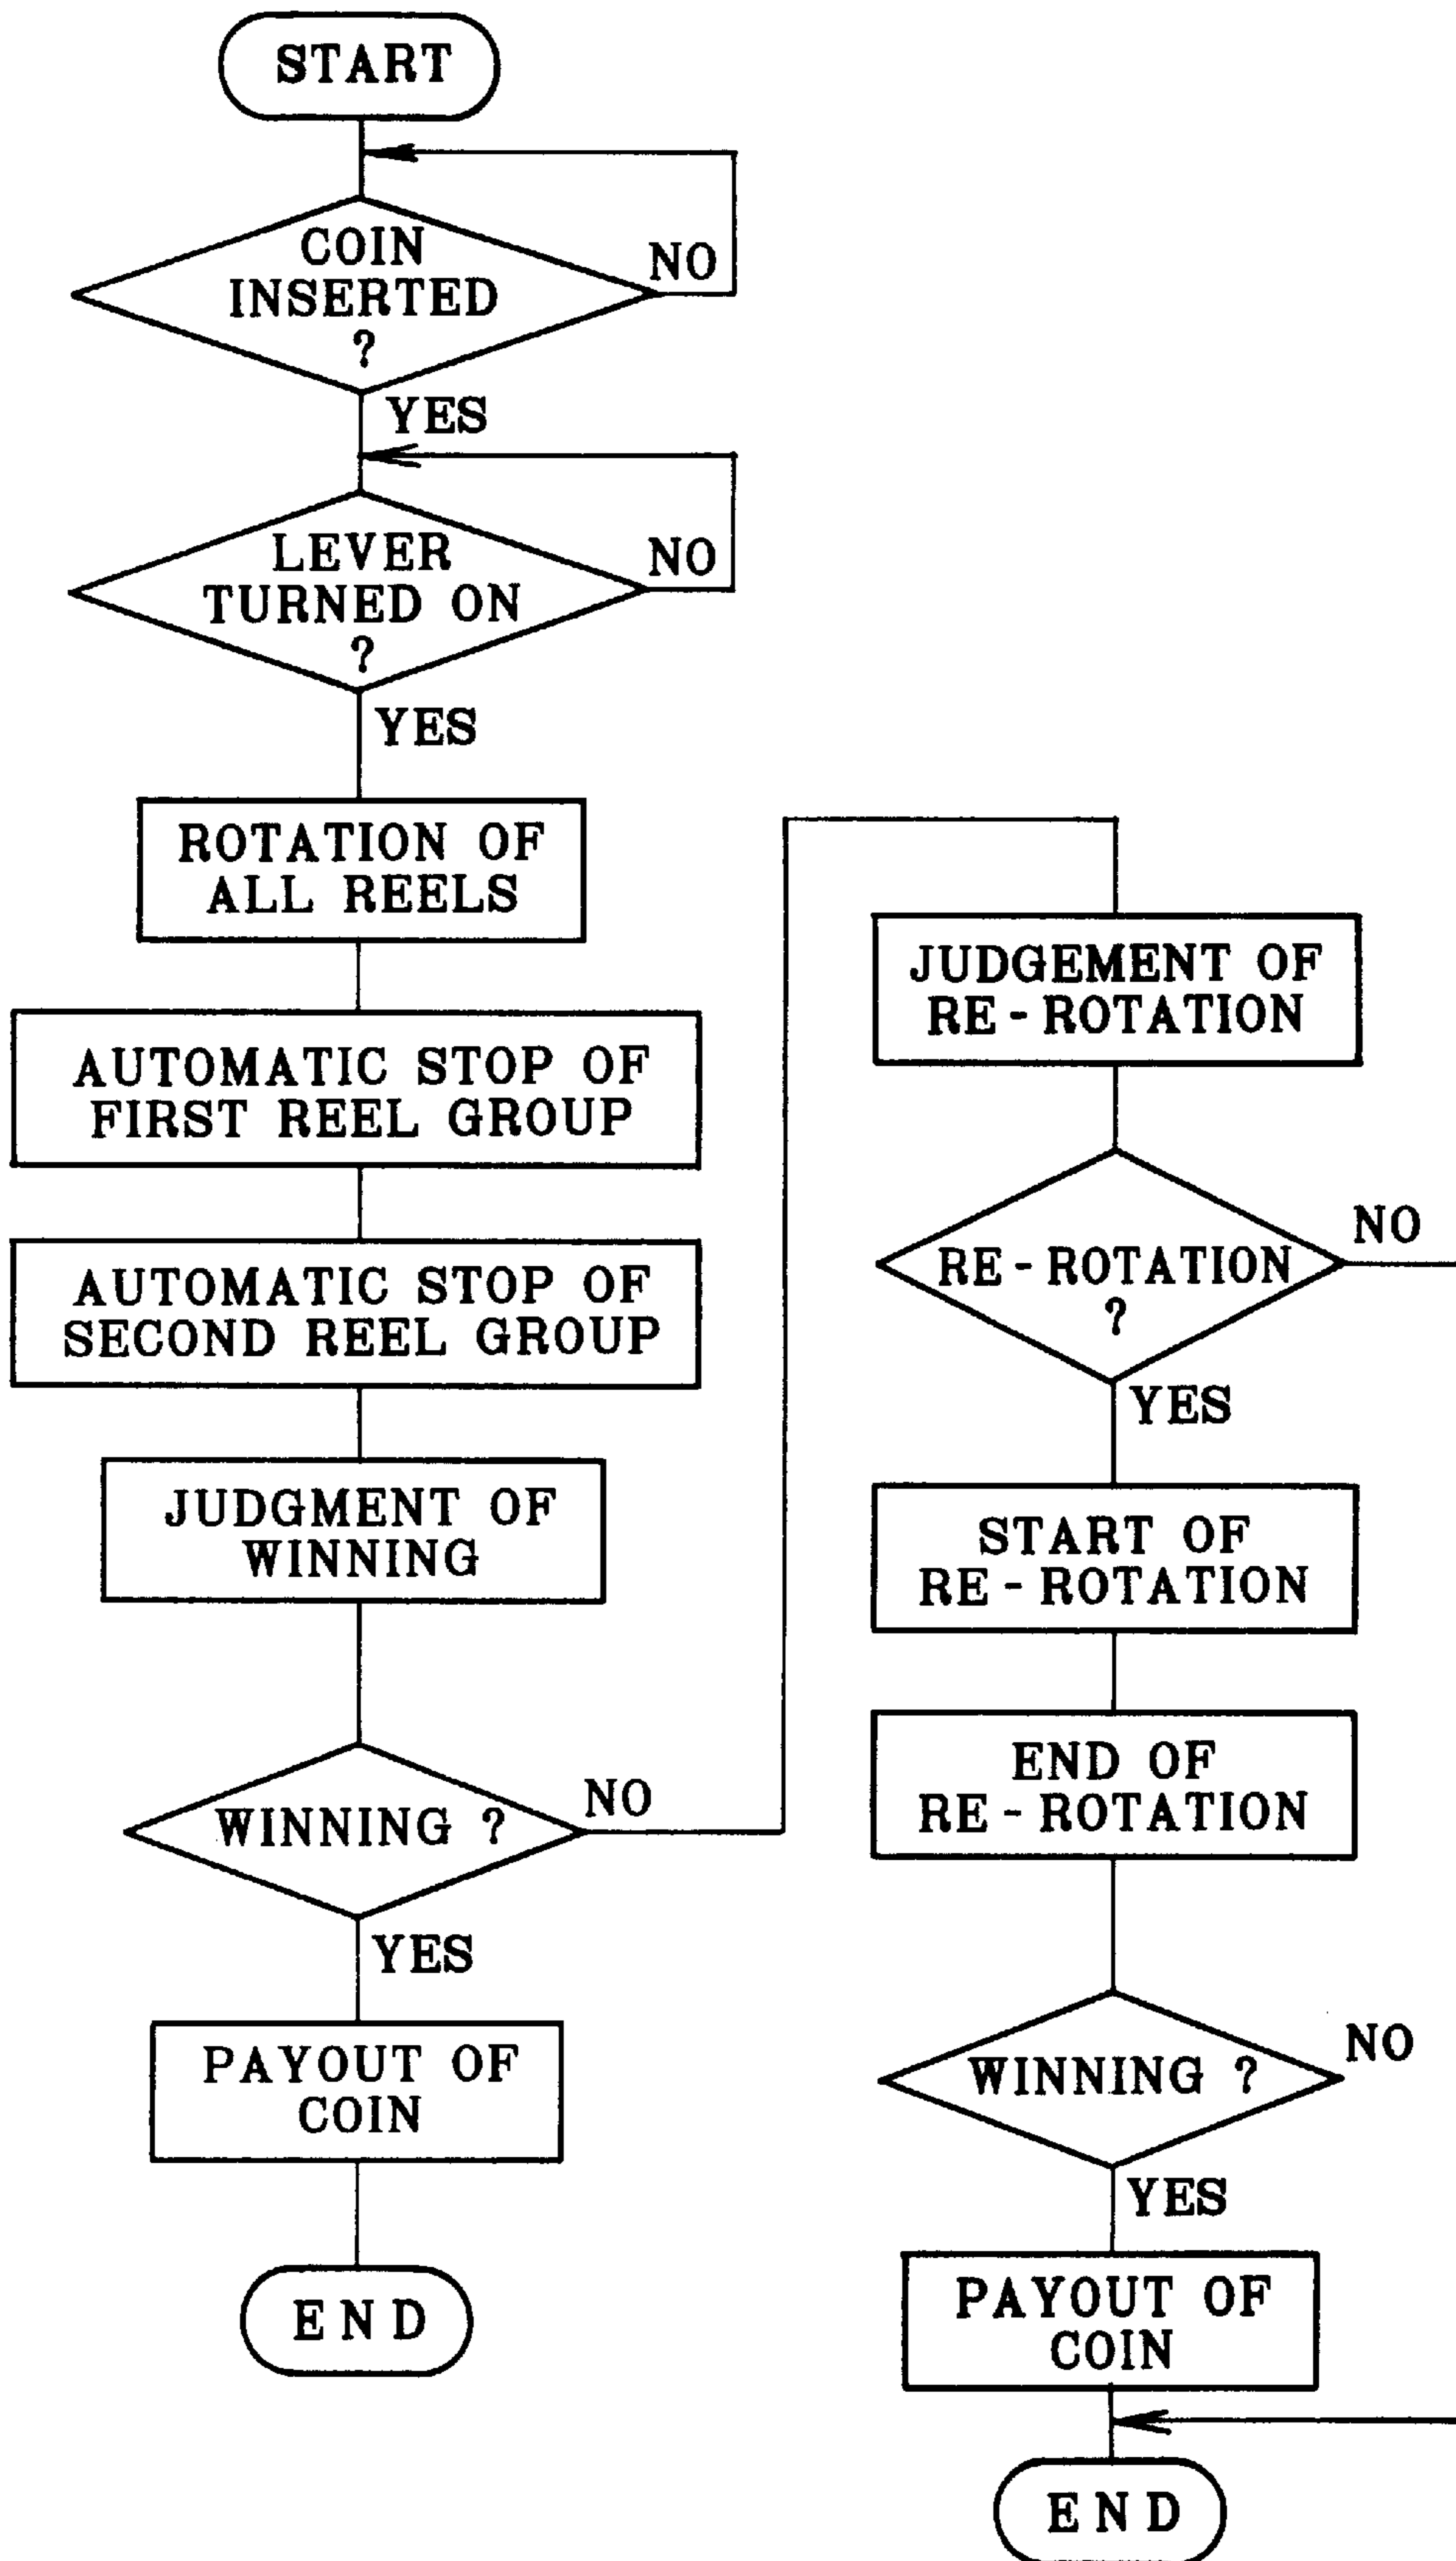 START
COIN
INSERTED
?
NO
YES
LEVER
TURNED ON
?
NO
YES
ROTATION OF
ALL REELS
AUTOMATIC STOP OF
FIRST REEL GROUP
AUTOMATIC STOP OF
SECOND REEL GROUP
JUDGMENT OF
WINNING
WINNING ?
NO
YES
PAYOUT OF
COIN
END
JUDGEMENT OF
RE-ROTATION
RE-ROTATION
?
NO
YES
START OF
RE-ROTATION
END OF
RE-ROTATION
WINNING ?
NO
YES
PAYOUT OF
COIN
END